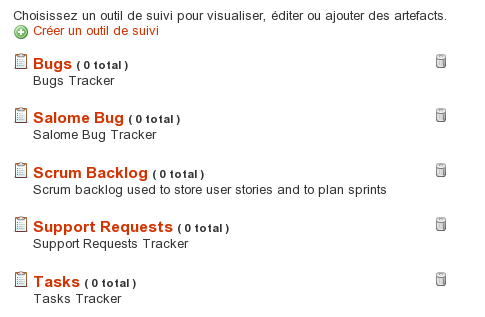 Choisissez un outil de suivi pour visualiser, éditer ou ajouter des artefacts.
Créer un outil de suivi
Bugs ( 0 total )
Bugs Tracker
Salome Bug ( 0 total )
Salome Bug Tracker
Scrum Backlog ( 0 total )
Scrum backlog used to store user stories and to plan sprints
Support Requests ( 0 total )
Support Requests Tracker
Tasks ( 0 total )
Tasks Tracker